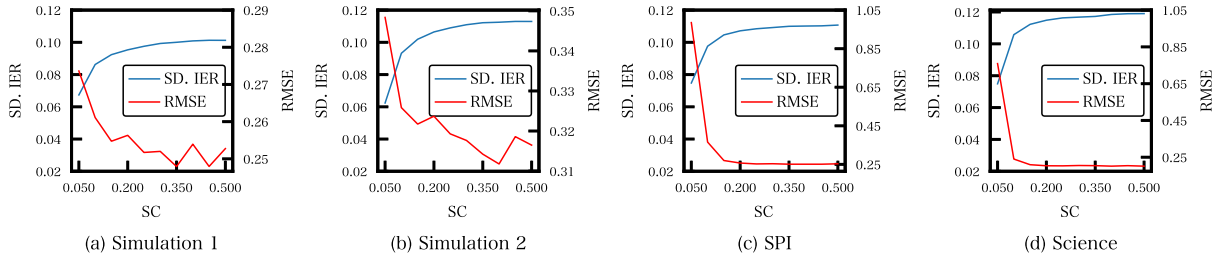 SD. IER
0.12
0.10
0.08
0.06
0.04
0.02
0.050
0.200
0.350
0.500
SC
0.29
0.28
0.27
0.26
0.25
RMSE
SD. IER
RMSE
(a) Simulation 1
SD. IER
0.12
0.10
0.08
0.06
0.04
0.02
0.050
0.200
0.350
0.500
SC
0.35
0.34
0.33
0.32
0.31
RMSE
SD. IER
RMSE
(b) Simulation 2
SD. IER
0.12
0.10
0.08
0.06
0.04
0.02
0.050
0.200
0.350
0.500
SC
1.05
0.85
0.65
0.45
0.25
RMSE
SD. IER
RMSE
(c) SPI
SD. IER
0.12
0.10
0.08
0.06
0.04
0.02
0.050
0.200
0.350
0.500
SC
1.05
0.85
0.65
0.45
0.25
RMSE
SD. IER
RMSE
(d) Science